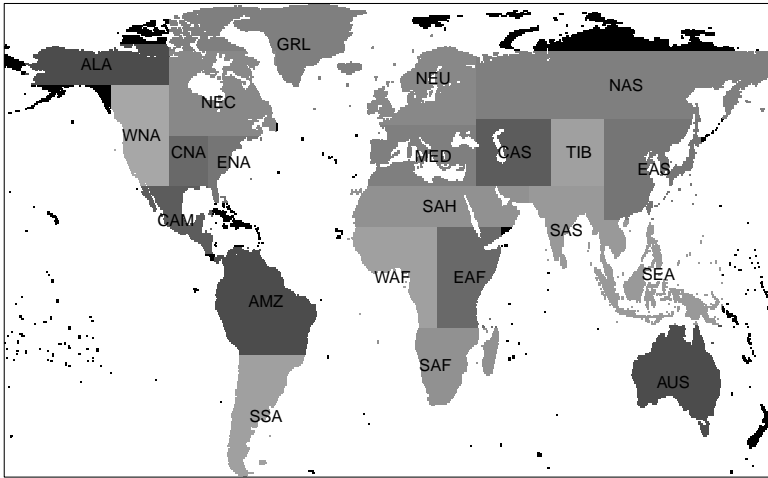 GRL
ALA
NEU
NAS
NEC
WNA
CNA
ENA
MED
CAS
TIB
EAS
SAH
CAM
SAS
WAF
EAF
SEA
AMZ
SAF
AUS
SSA